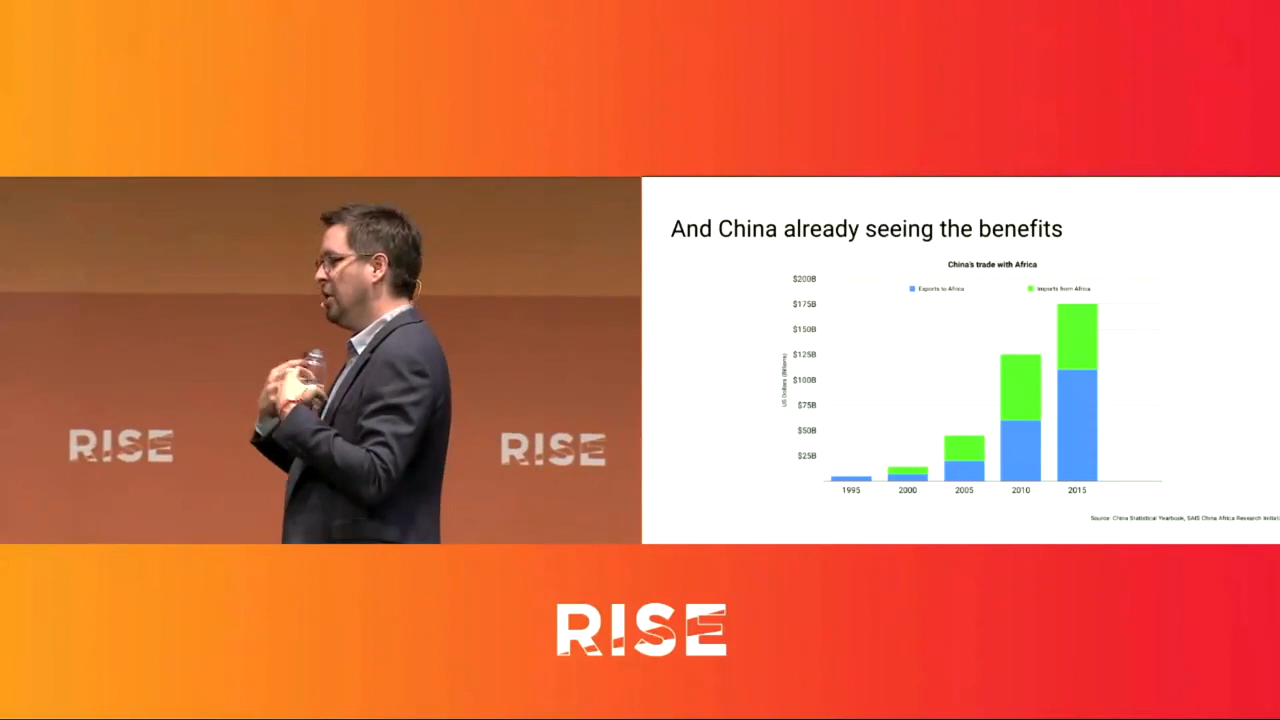 And China already seeing the benefits
China's trade with Africa
$200B
Exports to Africa
Imports from Africa
$175B
$150B
$125B
$100B
$75B
$50B
$25B
US Dollars (Billions)
1995
2000
2005
2010
2015
Source: China Statistical Yearbook, SAIS China Africa Research
RISE
RISE
RISE